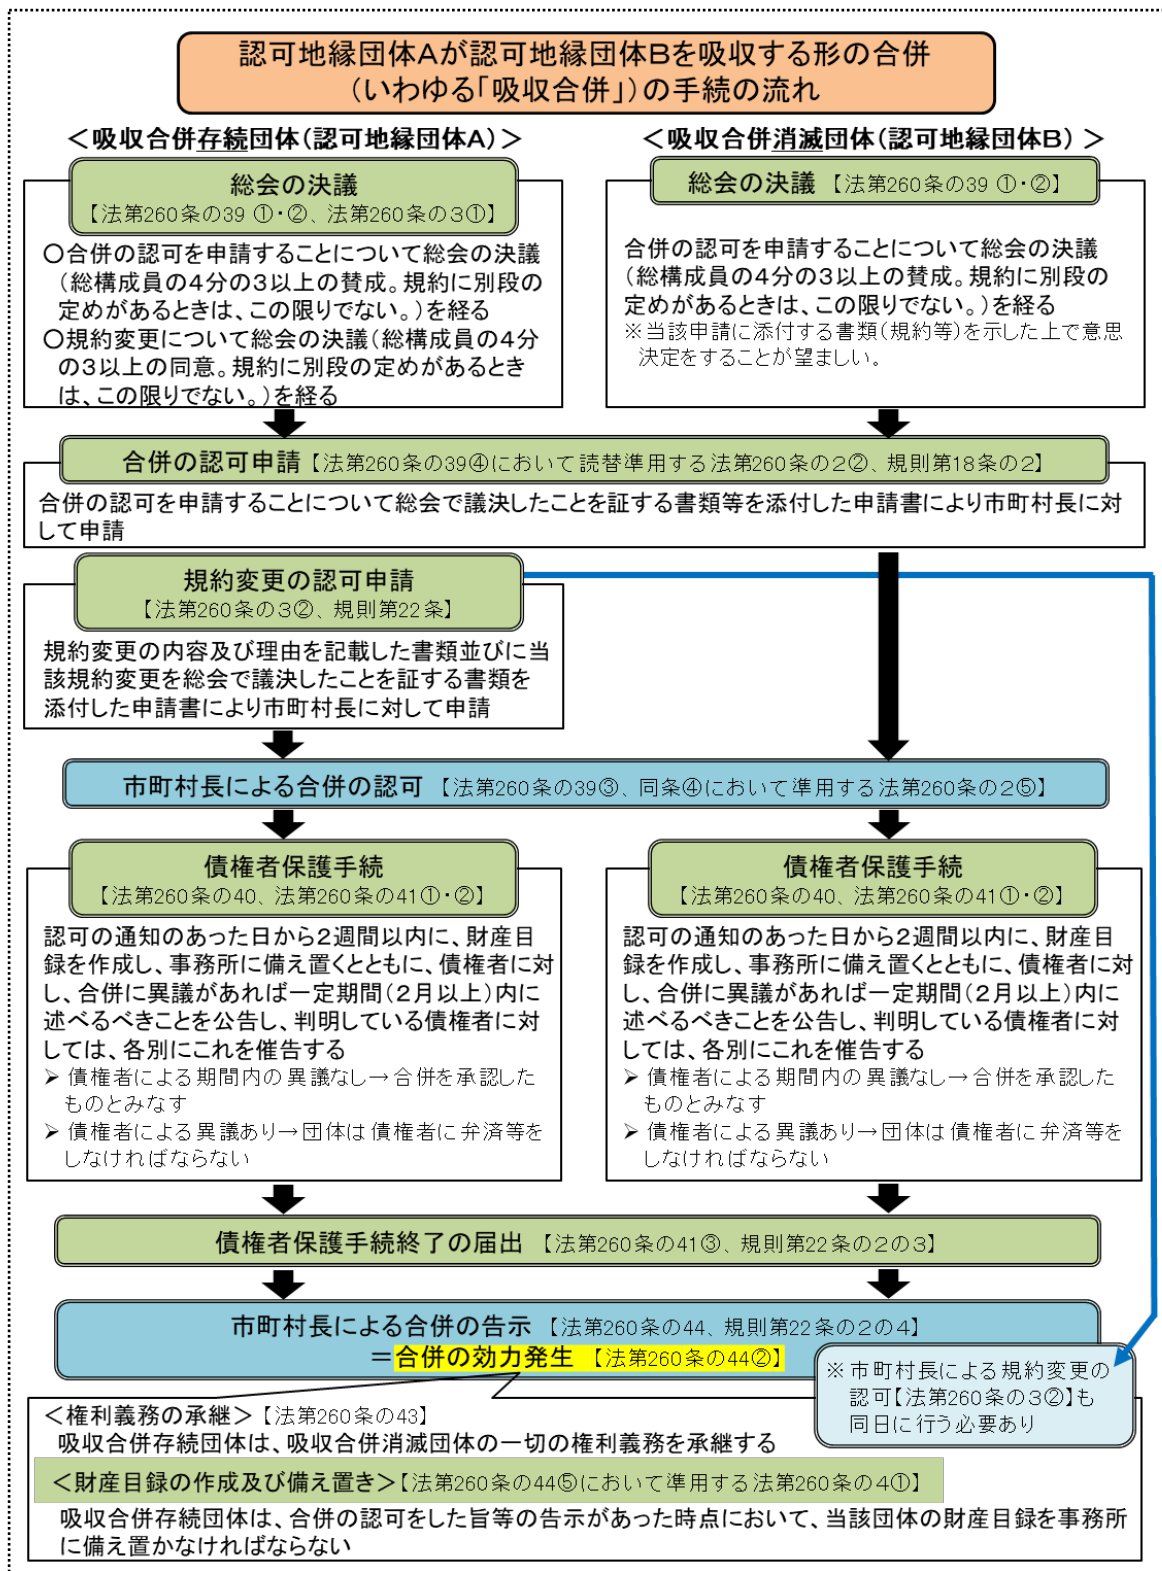 認可地縁団体Aが認可地縁団体Bを吸収する形の合併
(いわゆる「吸収合併」)の手続の流れ
＜吸収合併存続団体(認可地縁団体A)＞
総会の決議
【法第260条の39 ①・②、法第260条の3①】
〇合併の認可を申請することについて総会の決議
(総構成員の4分の3以上の賛成。規約に別段の
定めがあるときは、この限りでない。)を経る
〇規約変更について総会の決議(総構成員の4分
の3以上の同意。規約に別段の定めがあるとき
は、この限りでない。)を経る
＜吸収合併消滅団体(認可地縁団体B)＞
総会の決議 【法第260条の39 ①・②】
合併の認可を申請することについて総会の決議
(総構成員の4分の3以上の賛成。規約に別段の
定めがあるときは、この限りでない。)を経る
※当該申請に添付する書類(規約等)を示した上で意思
決定をすることが望ましい。
合併の認可申請【法第260条の39④において読替準用する法第260条の2②、規則第18条の2】
合併の認可を申請することについて総会で議決したことを証する書類等を添付した申請書により市町村長に対
して申請
規約変更の認可申請
【法第260条の3②、規則第22条】
規約変更の内容及び理由を記載した書類並びに当
該規約変更を総会で議決したことを証する書類を
添付した申請書により市町村長に対して申請
市町村長による合併の認可 【法第260条の39③、同条④において準用する法第260条の2⑤】
債権者保護手続
【法第260条の40、法第260条の41①・②】
認可の通知のあった日から2週間以内に、財産目
録を作成し、事務所に備え置くとともに、債権者に対
し、合併に異議があれば一定期間(2月以上)内に
述べるべきことを公告し、判明している債権者に対
しては、各別にこれを催告する
➢ 債権者による期間内の異議なし→合併を承認した
ものとみなす
➢ 債権者による異議あり→団体は債権者に弁済等を
しなければならない
債権者保護手続
【法第260条の40、法第260条の41①・②】
認可の通知のあった日から2週間以内に、財産目
録を作成し、事務所に備え置くとともに、債権者に対
し、合併に異議があれば一定期間(2月以上)内に
述べるべきことを公告し、判明している債権者に対
しては、各別にこれを催告する
➢ 債権者による期間内の異議なし→合併を承認した
ものとみなす
➢ 債権者による異議あり→団体は債権者に弁済等を
しなければならない
債権者保護手続終了の届出 【法第260条の41③、規則第22条の2の3】
市町村長による合併の告示 【法第260条の44、規則第22条の2の4】
＝合併の効力発生 【法第260条の44②】
※市町村長による規約変更の
認可【法第260条の3②】も
同日に行う必要あり
＜権利義務の承継＞【法第260条の43】
吸収合併存続団体は、吸収合併消滅団体の一切の権利義務を承継する
＜財産目録の作成及び備え置き＞【法第260条の44⑤において準用する法第260条の4①】
吸収合併存続団体は、合併の認可をした旨等の告示があった時点において、当該団体の財産目録を事務所
に備え置かなければならない